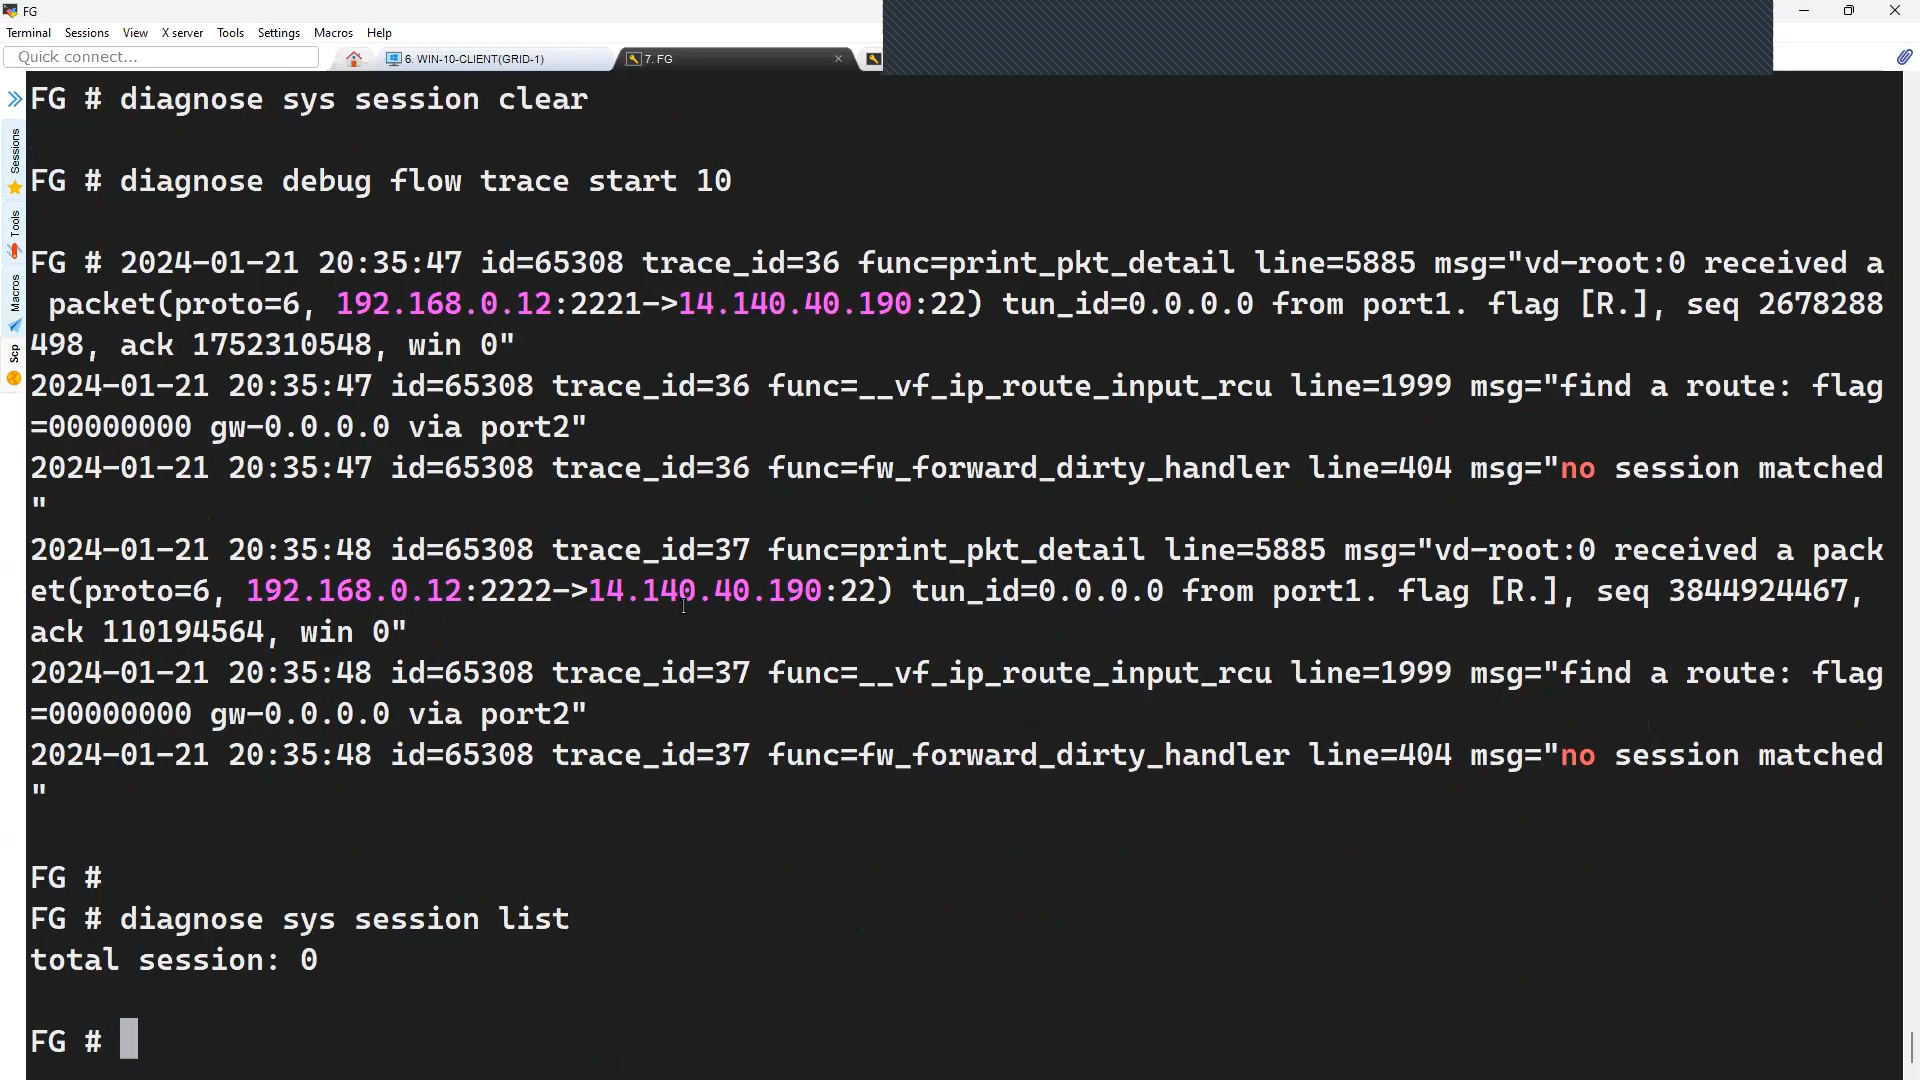 FG
Terminal Sessions View X server Tools Settings Macros Help
Quick connect... 6. WIN-10-CLIENT(GRID-1) 7. FG
Sessions
Tools
Macros
Scp
FG # diagnose sys session clear
FG # diagnose debug flow trace start 10
FG # 2024-01-21 20:35:47 id=65308 trace_id=36 func=print_pkt_detail line=5885 msg="vd-root:0 received a
packet(proto=6, 192.168.0.12:2221->14.140.40.190:22) tun_id=0.0.0.0 from port1. flag [R.], seq 2678288
498, ack 1752310548, win 0"
2024-01-21 20:35:47 id=65308 trace_id=36 func=__vf_ip_route_input_rcu line=1999 msg="find a route: flag
=00000000 gw-0.0.0.0 via port2"
2024-01-21 20:35:47 id=65308 trace_id=36 func=fw_forward_dirty_handler line=404 msg="no session matched
"
2024-01-21 20:35:48 id=65308 trace_id=37 func=print_pkt_detail line=5885 msg="vd-root:0 received a pack
et(proto=6, 192.168.0.12:2222->14.140.40.190:22) tun_id=0.0.0.0 from port1. flag [R.], seq 3844924467,
ack 110194564, win 0"
2024-01-21 20:35:48 id=65308 trace_id=37 func=__vf_ip_route_input_rcu line=1999 msg="find a route: flag
=00000000 gw-0.0.0.0 via port2"
2024-01-21 20:35:48 id=65308 trace_id=37 func=fw_forward_dirty_handler line=404 msg="no session matched
"
FG #
FG # diagnose sys session list
total session: 0
FG #